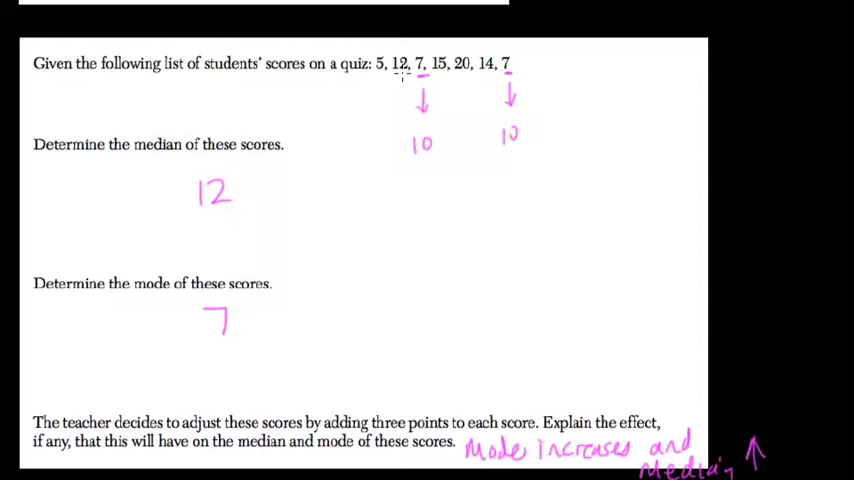 Given the following list of students' scores on a quiz: 5, 12, 7, 15, 20, 14, 7
10 10
Determine the median of these scores.
12
Determine the mode of these scores.
7
The teacher decides to adjust these scores by adding three points to each score. Explain the effect,
if any, that this will have on the median and mode of these scores. Mode increases and
Median ↑